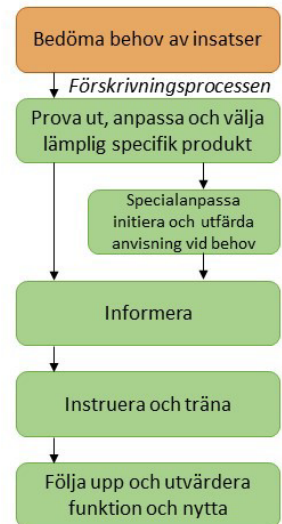 Bedöma behov av insatser
Förskrivningsprocessen
Prova ut, anpassa och välja
lämplig specifik produkt
Specialanpassa
initiera och utfärda
anvisning vid behov
Informera
Instruera och träna
Följa upp och utvärdera
funktion och nytta